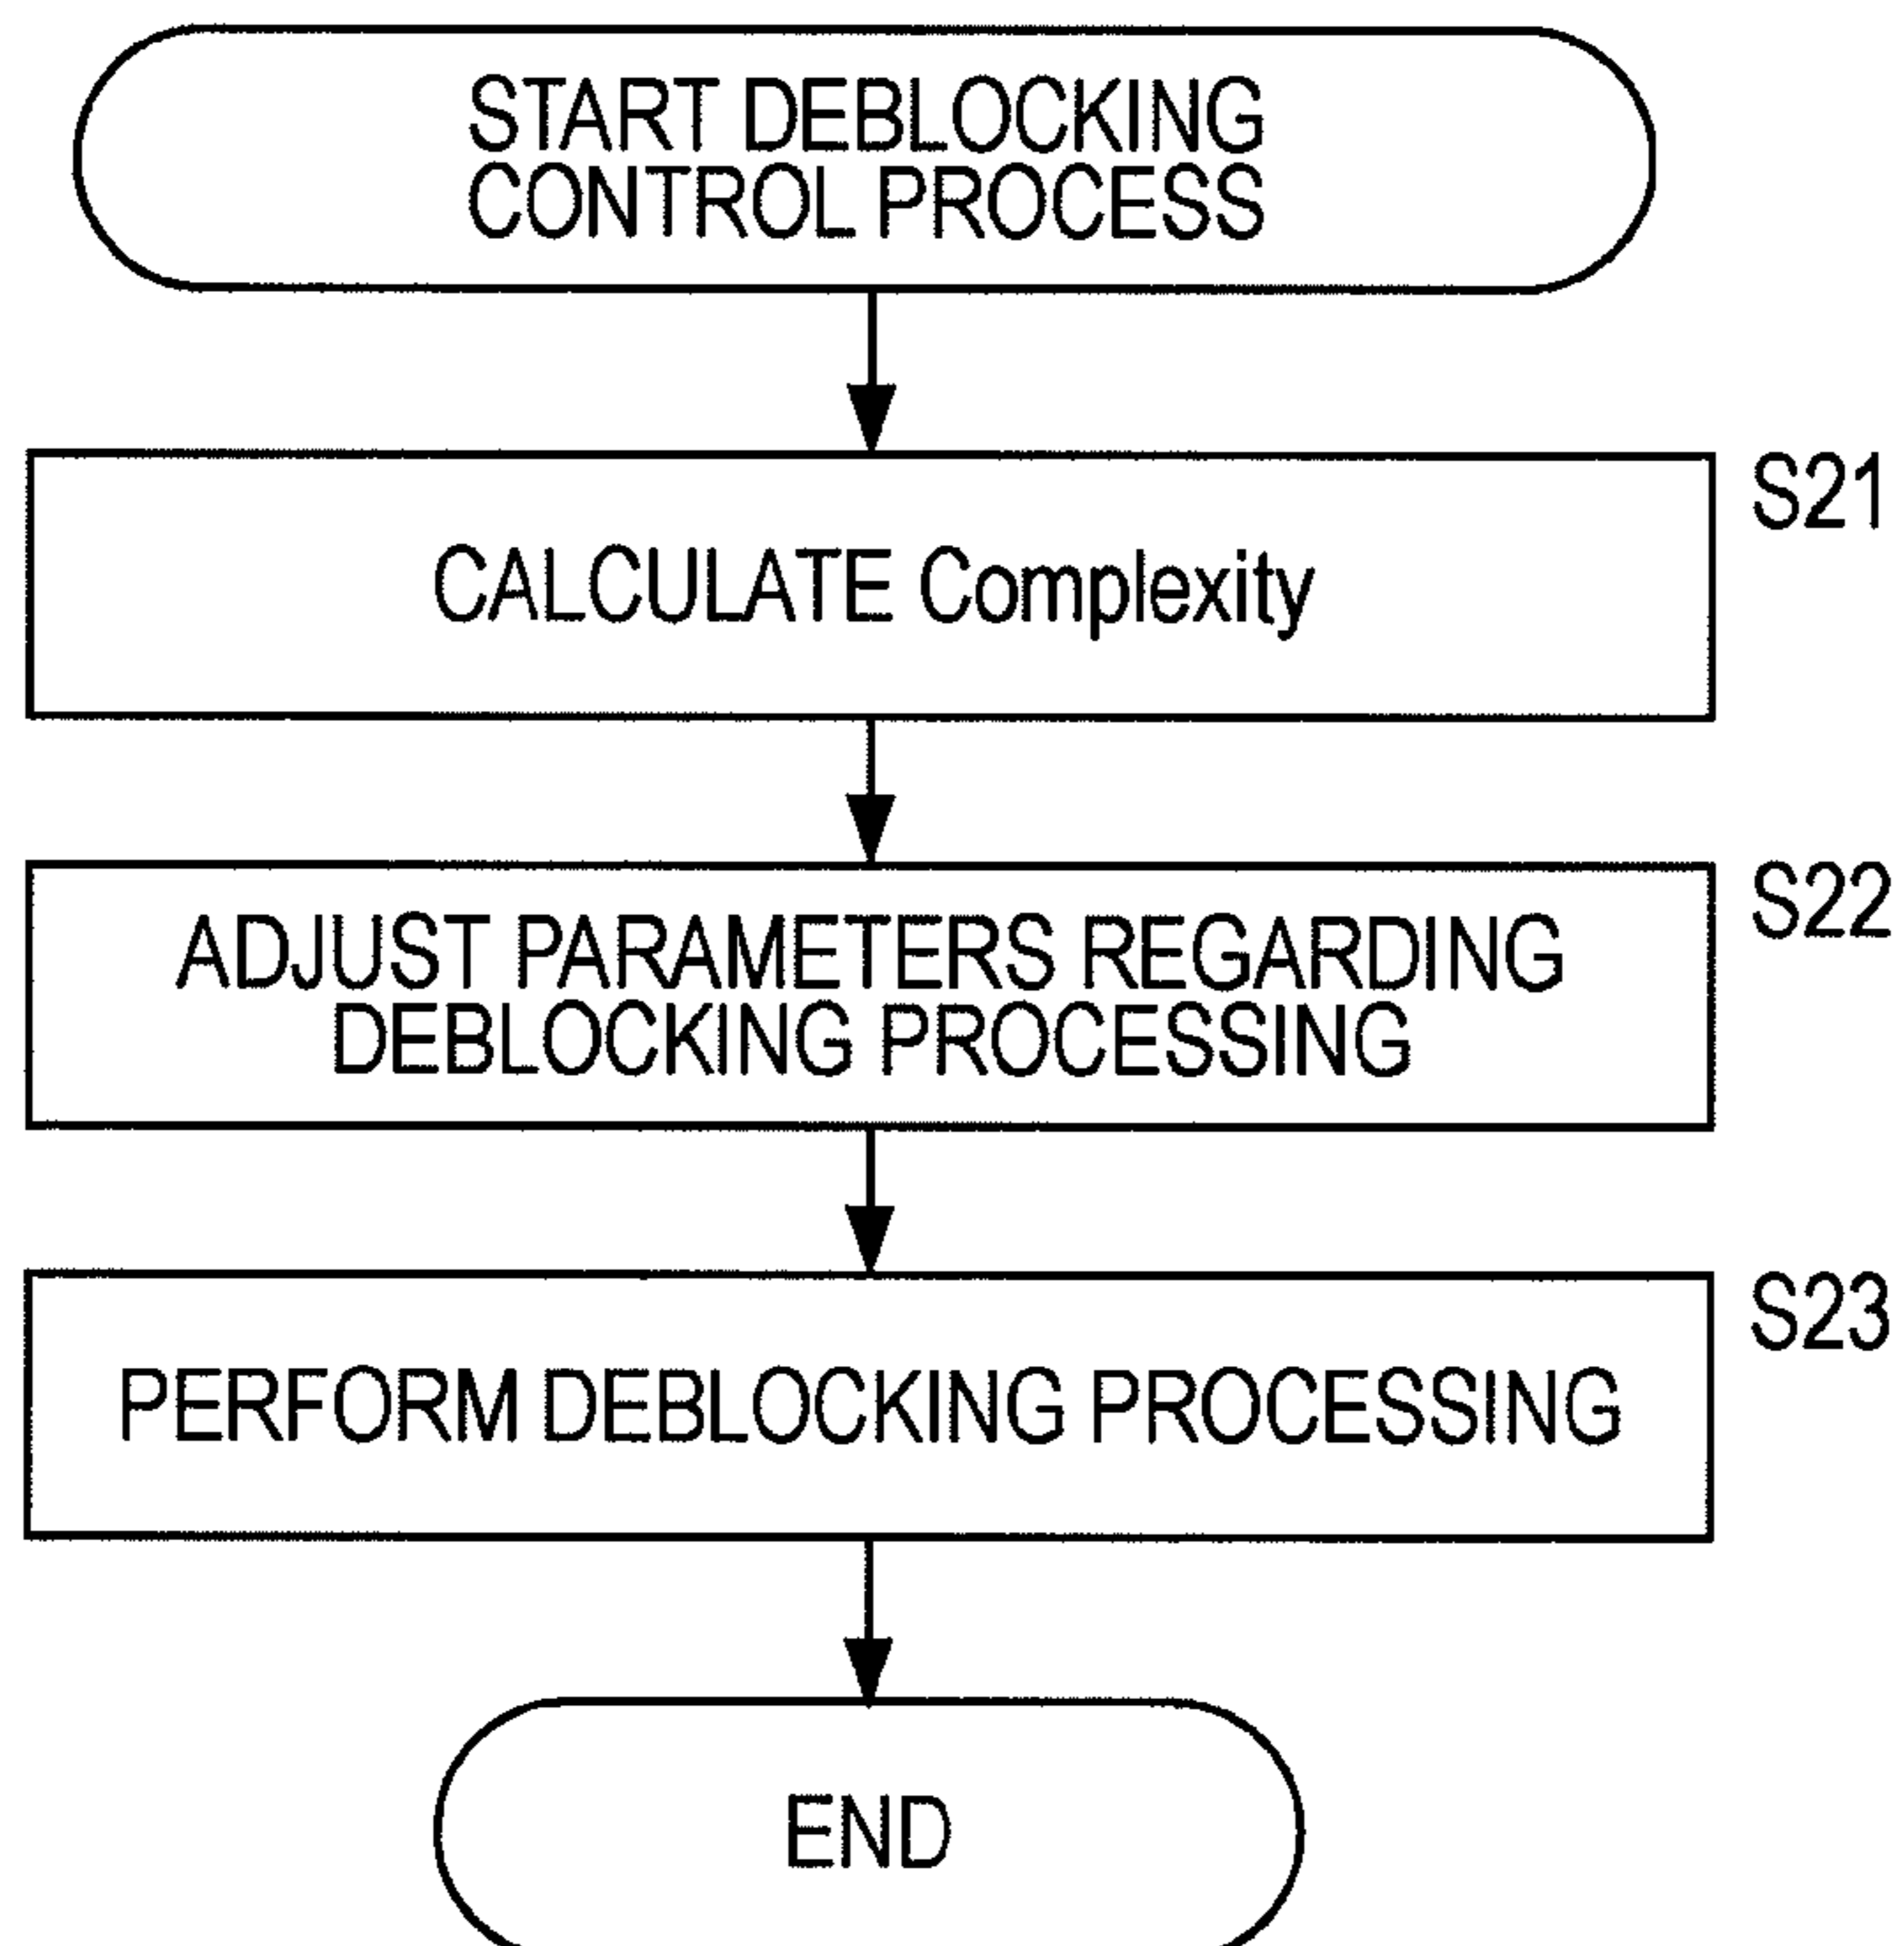 START DEBLOCKING
CONTROL PROCESS
S21
CALCULATE Complexity
S22
ADJUST PARAMETERS REGARDING
DEBLOCKING PROCESSING
S23
PERFORM DEBLOCKING PROCESSING
END